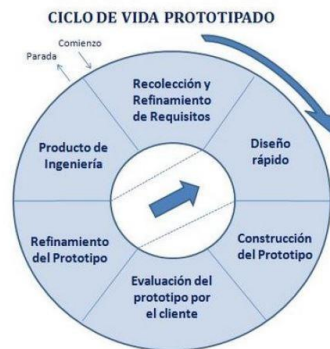 CICLO DE VIDA PROTOTIPADO
Comienzo
Parada
Recolección y
Refinamiento
de Requisitos
Diseño
rápido
Construcción
del Prototipo
Evaluación del
prototipo por
el cliente
Refinamiento
del Prototipo
Producto de
Ingeniería